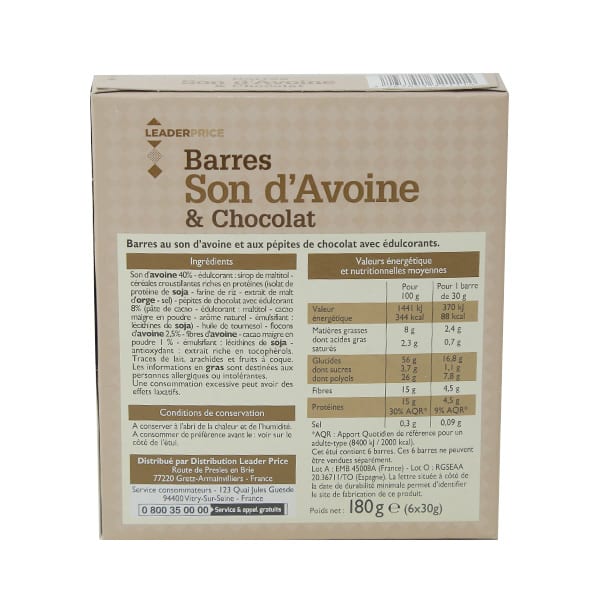 Barres
Son d'Avoine
& Chocolat
LEADERPRICE
Barres
Son d'Avoine
& Chocolat
Barres au son d'avoine et aux pépites de chocolat avec édulcorants.
Ingrédients
Son d'avoine 40% - édulcorant : sirop de maltitol -
céréales croustillantes riches en protéines (isolat de
protéine de soja - farine de riz - extrait de malt
d'orge - sel) - pépites de chocolat avec édulcorant
8% (pâte de cacao - édulcorant : maltitol - cacao
maigre en poudre - arôme naturel - émulsifiant :
lécithines de soja) - huile de tournesol - flocons
d'avoine 2,5% - fibres d'avoine - cacao maigre en
poudre 1 % - émulsifiant : lécithines de soja -
antioxydant : extrait riche en tocophérols.
Traces de lait, arachides et fruits à coque.
Les informations en gras sont destinées aux
personnes allergiques ou intolérantes.
Une consommation excessive peut avoir des
effets laxatifs.
Conditions de conservation
A conserver à l'abri de la chaleur et de l'humidité.
A consommer de préférence avant le : voir sur le
côté de l'étui.
Distribué par Distribution Leader Price
Route de Presles en Brie
77220 Gretz-Armainvilliers - France
Service consommateurs - 123 Quai Jules Guesde
94400 Vitry-Sur-Seine - France
0 800 35 00 00 Service & appel gratuits
Valeurs énergétique
et nutritionnelles moyennes
Pour 100 g Pour 1 barre de 30 g
Valeur énergétique 1441 kJ 344 kcal 370 kJ 88 kcal
Matières grasses 8 g 2,4 g
dont acides gras saturés 2,3 g 0,7 g
Glucides 56 g 16,8 g
dont sucres 3,7 g 1,1 g
dont polyols 26 g 7,8 g
Fibres 15 g 4,5 g
Protéines 15 g 30% AQR* 4,5 g 9% AQR*
Sel 0,3 g 0,09 g
*AQR : Apport Quotidien de référence pour un
adulte-type (8400 kJ / 2000 kcal).
Cet étui contient 6 barres. Ces 6 barres ne peuvent
être vendues séparément.
Lot A : EMB 45008A (France) - Lot O : RGSEAA
20.36711/TO (Espagne). La lettre située à côté de
la date de durabilité minimale permet d'identifier
le site de fabrication de ce produit.
Poids net : 180 g ℮ (6x30g)